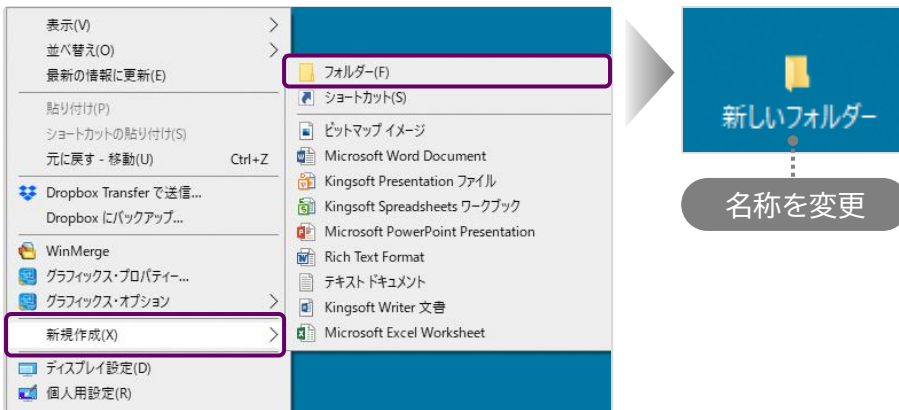 表示(V)
並べ替え(O)
最新の情報に更新(E)
貼り付け(P)
ショートカットの貼り付け(S)
元に戻す - 移動(U) Ctrl+Z
Dropbox Transfer で送信...
Dropbox にバックアップ...
WinMerge
グラフィックス・プロパティー...
グラフィックス・オプション
新規作成(X)
ディスプレイ設定(D)
個人用設定(R)
フォルダー(F)
ショートカット(S)
ビットマップ イメージ
Microsoft Word Document
Kingsoft Presentation ファイル
Kingsoft Spreadsheets ワークブック
Microsoft PowerPoint Presentation
Rich Text Format
テキスト ドキュメント
Kingsoft Writer 文書
Microsoft Excel Worksheet
新しいフォルダー
名称を変更